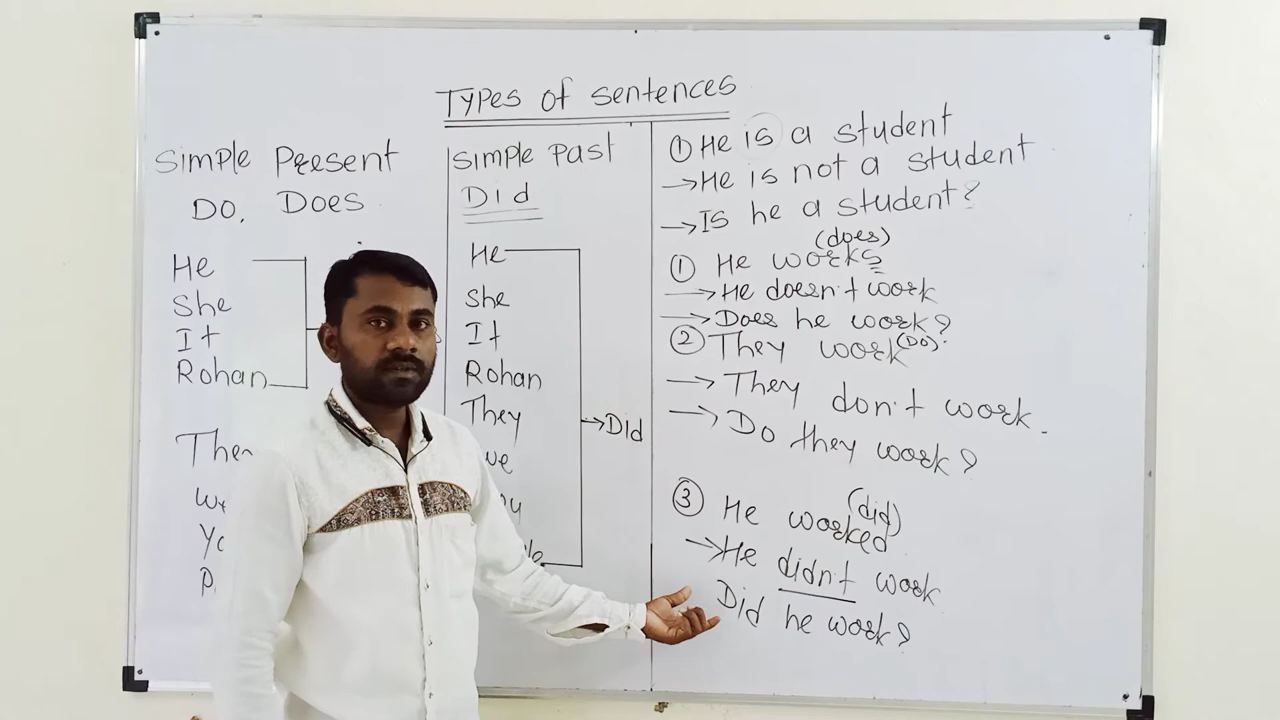 Types of sentences
Simple Present
Do, Does
He
She
It
Rohan
Simple Past
Did
He
She
It
Rohan
They
we
→Did
① He is a student
→He is not a student
→Is he a student?
(does)
① He works
→He doesn't work
→Does he work?
② They work (Do)
→They don't work.
→Do they work?
③ He worked (did)
→He didn't work
Did he work?